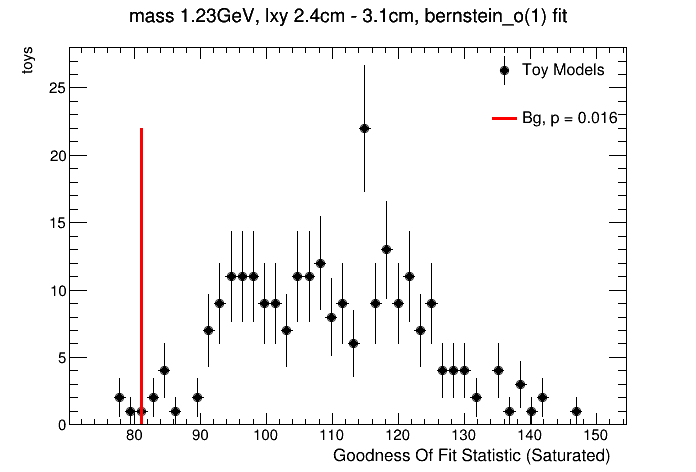 mass 1.23GeV, lxy 2.4cm - 3.1cm, bernstein_o(1) fit
toys
Toy Models
Bg, p = 0.016
25
20
15
10
5
0
80 90 100 110 120 130 140 150
Goodness Of Fit Statistic (Saturated)